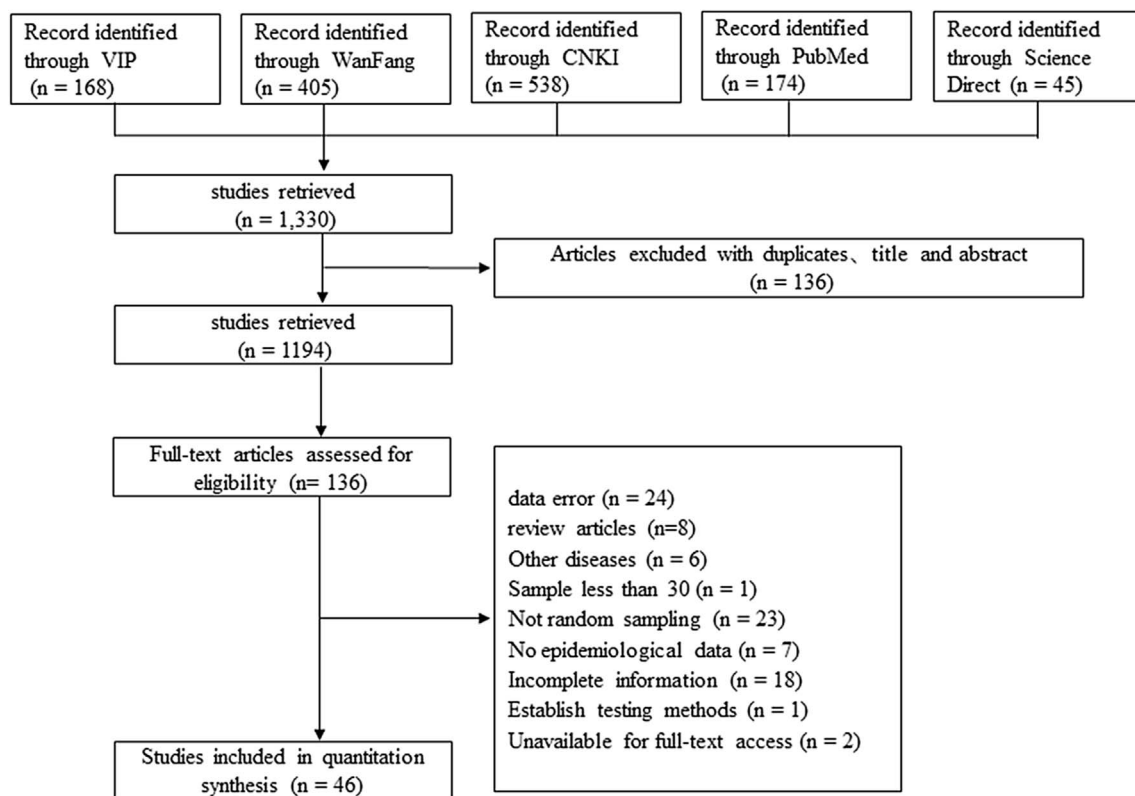 Record identified
through VIP
(n = 168)
Record identified
through WanFang
(n = 405)
Record identified
through CNKI
(n = 538)
Record identified
through PubMed
(n = 174)
Record identified
through Science
Direct (n = 45)
studies retrieved
(n = 1,330)
Articles excluded with duplicates、title and abstract
(n = 136)
studies retrieved
(n = 1194)
Full-text articles assessed for
eligibility (n= 136)
data error (n = 24)
review articles (n=8)
Other diseases (n = 6)
Sample less than 30 (n = 1)
Not random sampling (n = 23)
No epidemiological data (n = 7)
Incomplete information (n = 18)
Establish testing methods (n = 1)
Unavailable for full-text access (n = 2)
Studies included in quantitation
synthesis (n = 46)